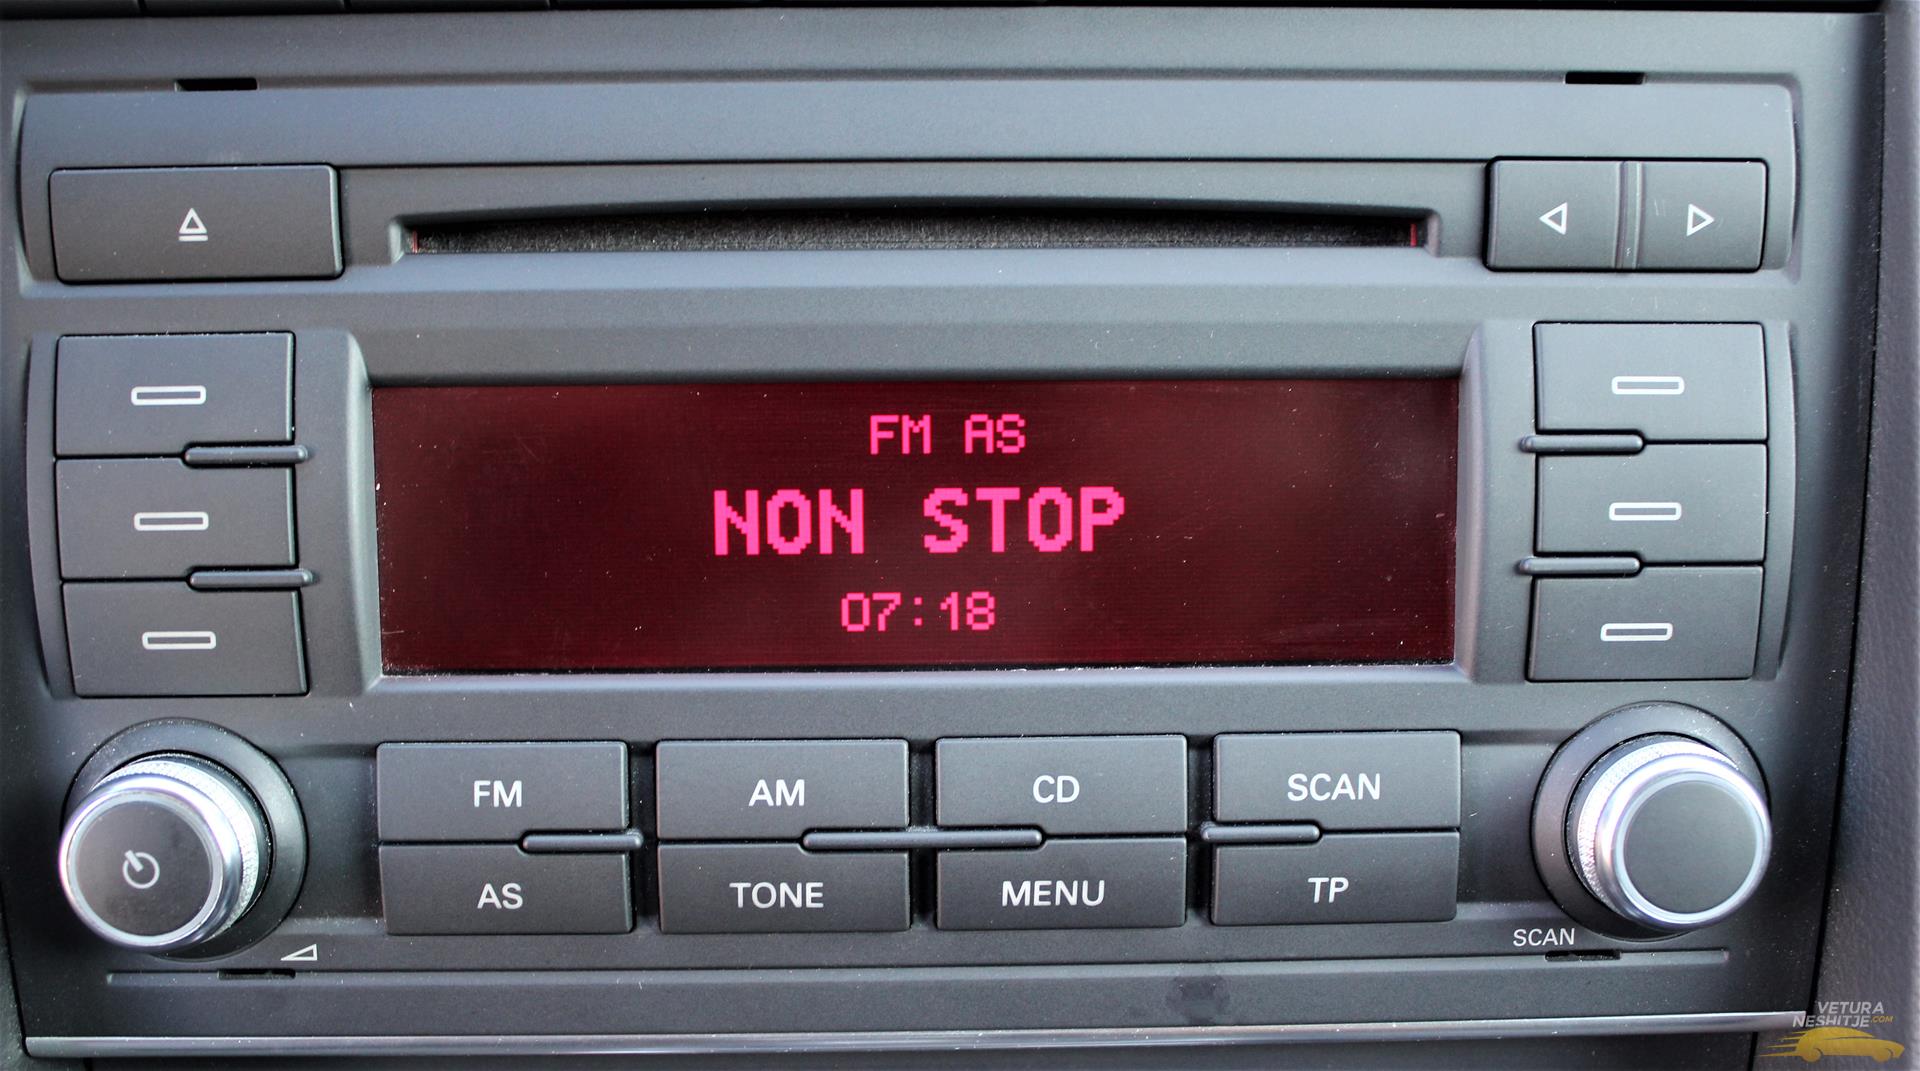 FM AS
NON STOP
07:18
FM AM CD SCAN
AS TONE MENU TP
SCAN
VETURA
NESHITJE.COM